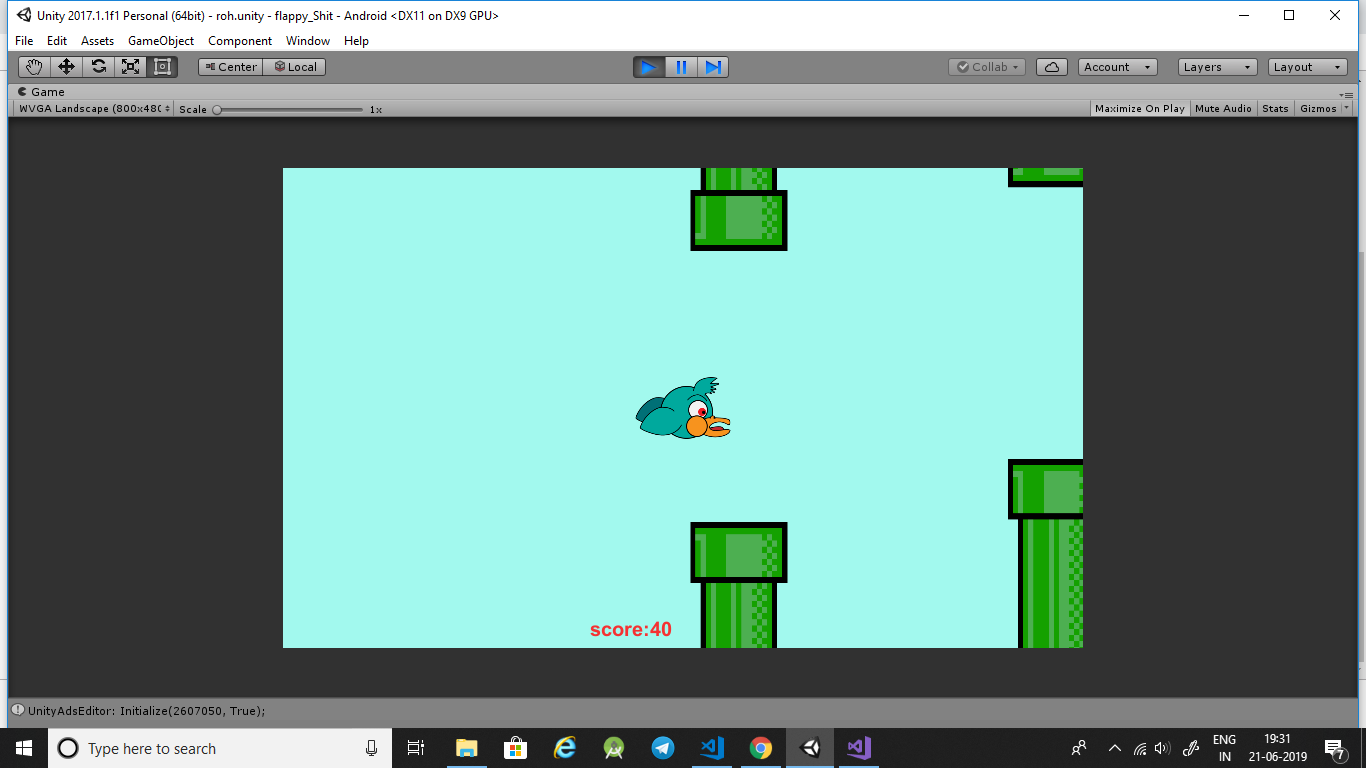 Unity 2017.1.1f1 Personal (64bit) - roh.unity - flappy_Shit - Android <DX11 on DX9 GPU>
File Edit Assets GameObject Component Window Help
Center Local Collab Account Layers Layout
Game
WVGA Landscape (800x480 Scale 1x Maximize On Play Mute Audio Stats Gizmos
score:40
UnityAdsEditor: Initialize(2607050, True);
Type here to search
ENG
IN
19:31
21-06-2019
7